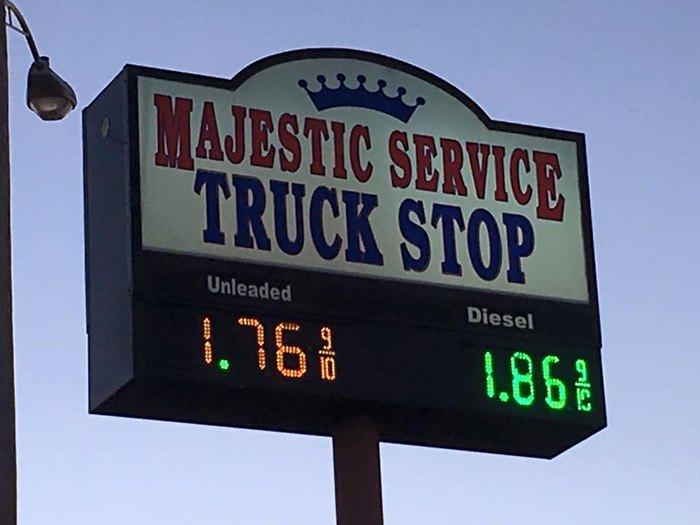 MAJESTIC SERVICE
TRUCK STOP
Unleaded
Diesel
1.76 9/10
1.86 9/10